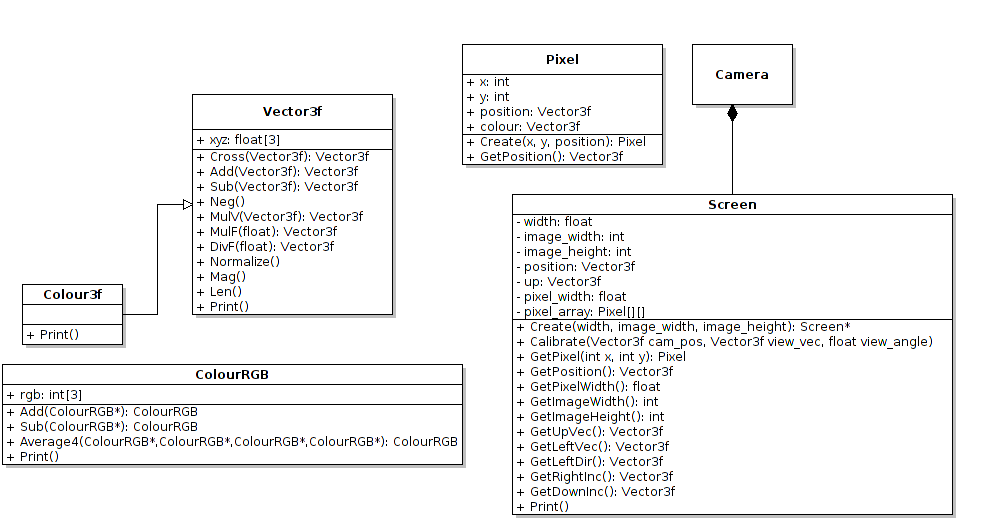 Vector3f
+ xyz: float[3]
+ Cross(Vector3f): Vector3f
+ Add(Vector3f): Vector3f
+ Sub(Vector3f): Vector3f
+ Neg()
+ MulV(Vector3f): Vector3f
+ MulF(float): Vector3f
+ DivF(float): Vector3f
+ Normalize()
+ Mag()
+ Len()
+ Print()
Colour3f
+ Print()
ColourRGB
+ rgb: int[3]
+ Add(ColourRGB*): ColourRGB
+ Sub(ColourRGB*): ColourRGB
+ Average4(ColourRGB*,ColourRGB*,ColourRGB*,ColourRGB*): ColourRGB
+ Print()
Pixel
+ x: int
+ y: int
+ position: Vector3f
+ colour: Vector3f
+ Create(x, y, position): Pixel
+ GetPosition(): Vector3f
Camera
Screen
- width: float
- image_width: int
- image_height: int
- position: Vector3f
- up: Vector3f
- pixel_width: float
- pixel_array: Pixel[][]
+ Create(width, image_width, image_height): Screen*
+ Calibrate(Vector3f cam_pos, Vector3f view_vec, float view_angle)
+ GetPixel(int x, int y): Pixel
+ GetPosition(): Vector3f
+ GetPixelWidth(): float
+ GetImageWidth(): int
+ GetImageHeight(): int
+ GetUpVec(): Vector3f
+ GetLeftVec(): Vector3f
+ GetLeftDir(): Vector3f
+ GetRightInc(): Vector3f
+ GetDownInc(): Vector3f
+ Print()